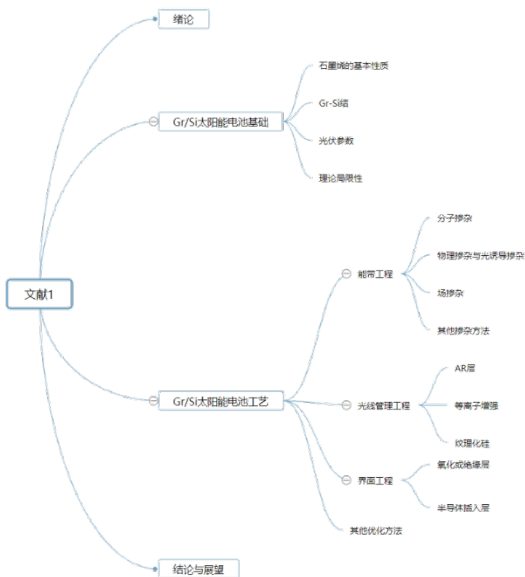 绪论
石墨烯的基本性质
Gr-Si结
Gr/Si太阳能电池基础
光伏参数
理论局限性
分子掺杂
物理掺杂与光诱导掺杂
能带工程
场掺杂
文献1
其他掺杂方法
AR层
Gr/Si太阳能电池工艺
光线管理工程
等离子增强
纹理化硅
氧化或绝缘层
界面工程
半导体插入层
其他优化方法
结论与展望